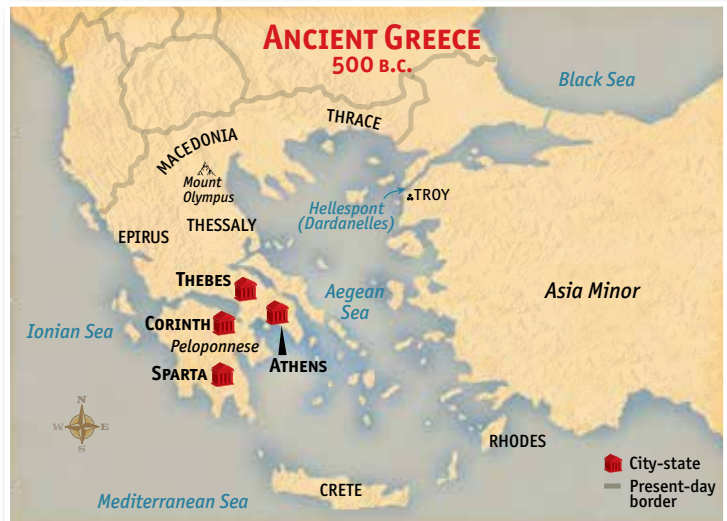 ANCIENT GREECE
500 B.C.
Black Sea
THRACE
MACEDONIA
Mount
Olympus
TROY
Hellespont
(Dardanelles)
THESSALY
EPIRUS
THEBES
Aegean
Sea
Asia Minor
Ionian Sea
CORINTH
Peloponnese
ATHENS
SPARTA
N
W
E
S
RHODES
City-state
Present-day
border
CRETE
Mediterranean Sea